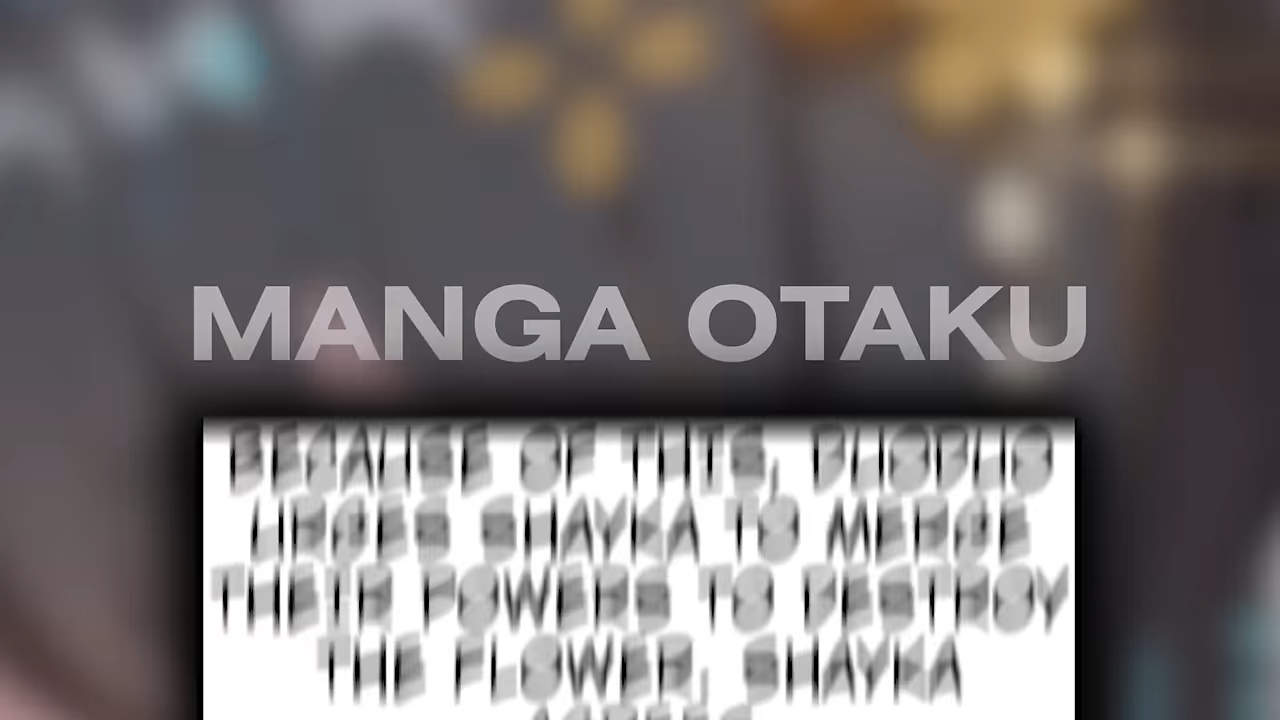 MANGA OTAKU
BECAUSE OF THIS,
URGES SHAYKA TO MERGE
THEIR POWERS TO DESTROY
THE FLOWER, SHAYKA